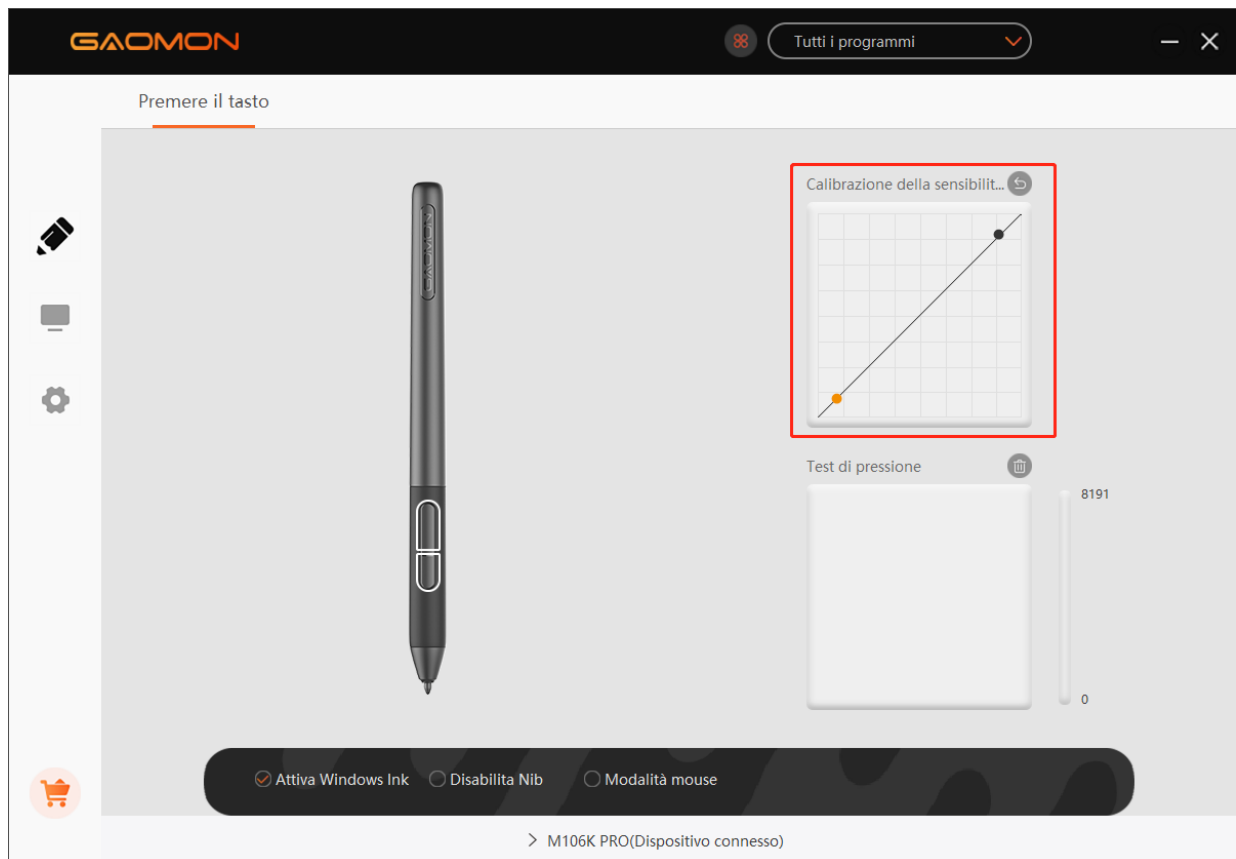 GAOMON
Tutti i programmi
Premere il tasto
Calibrazione della sensibilit...
GAOMON
Test di pressione
8191
0
Attiva Windows Ink
Disabilita Nib
Modalità mouse
M106K PRO(Dispositivo connesso)